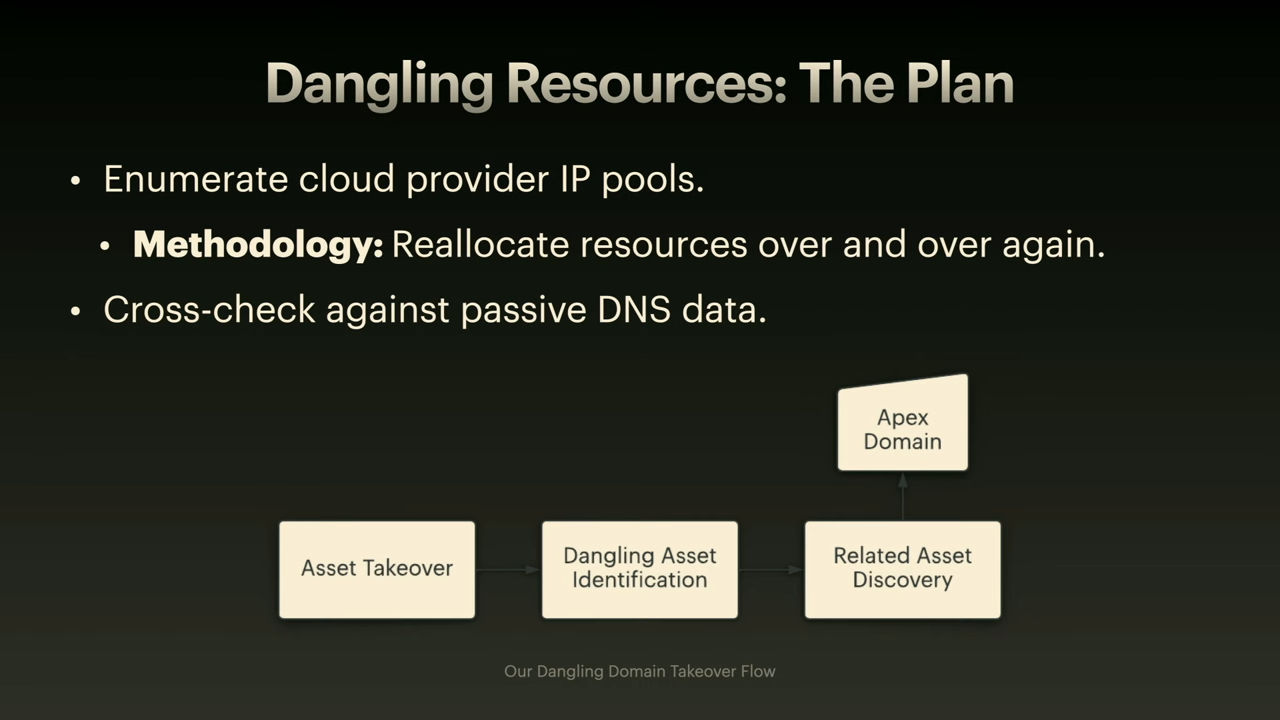 Dangling Resources: The Plan
• Enumerate cloud provider IP pools.
• Methodology: Reallocate resources over and over again.
• Cross-check against passive DNS data.
Apex
Domain
Asset Takeover
Dangling Asset
Identification
Related Asset
Discovery
Our Dangling Domain Takeover Flow